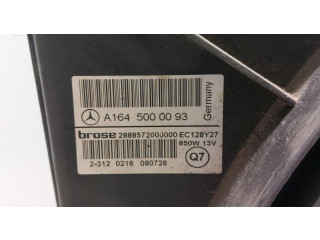 A164 500 00 93
Germany
brose 288857200J000 EC128Y27
850W 13V
2-312 0216 080728
Q7